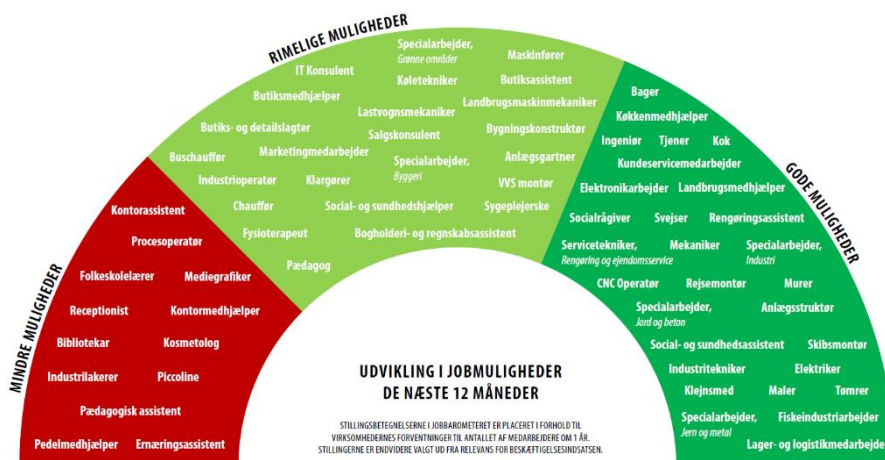 MINDRE MULIGHEDER
Kontorassistent
Procesoperatør
Folkeskolelærer Mediegrafiker
Receptionist Kontormedhjælper
Bibliotekar Kosmetolog
Industrilakerer Piccoline
Pædagogisk assistent
Pedelmedhjælper Ernæringsassistent
RIMELIGE MULIGHEDER
Specialarbejder,
Grønne områder
Maskinfører
IT Konsulent
Køletekniker Butiksassistent
Butiksmedhjælper
Landbrugsmaskinmekaniker
Lastvognsmekaniker
Butiks- og detailslagter
Salgskonsulent
Bygningskonstruktør
Marketingmedarbejder
Buschauffør
Specialarbejder,
Byggeri
Anlægsgartner
Industrioperatør Klargører
VVS montør
Chauffør Social- og sundhedshjælper Sygeplejerske
Fysioterapeut Bogholderi- og regnskabsassistent
Pædagog
GODE MULIGHEDER
Bager
Køkkenmedhjælper
Ingeniør Tjener Kok
Kundeservicemedarbejder
Elektronikarbejder Landbrugsmedhjælper
Socialrågiver Svejser Rengøringsassistent
Servicetekniker,
Rengøring og ejendomsservice
Mekaniker
Specialarbejder,
Industri
CNC Operatør Rejsemontør Murer
Specialarbejder,
Jord og beton
Anlægsstruktør
Social- og sundhedsassistent Skibsmontør
Industritekniker Elektriker
Klejnsmed Maler Tømrer
Specialarbejder,
Jern og metal
Fiskeindustriarbejder
Lager- og logistikmedarbejde
UDVIKLING I JOBMULIGHEDER
DE NÆSTE 12 MÅNEDER
STILLINGSBETEGNELSERNE I JOBBAROMETERET ER PLACERET I FORHOLD TIL
VIRKSOMHEDERNES FORVENTNINGER TIL ANTALLET AF MEDARBEJDERE OM 1 ÅR.
STILLINGERNE ER ENDVIDERE VALGT UD FRA RELEVANS FOR BESKÆFTIGELSESINDSATSEN.